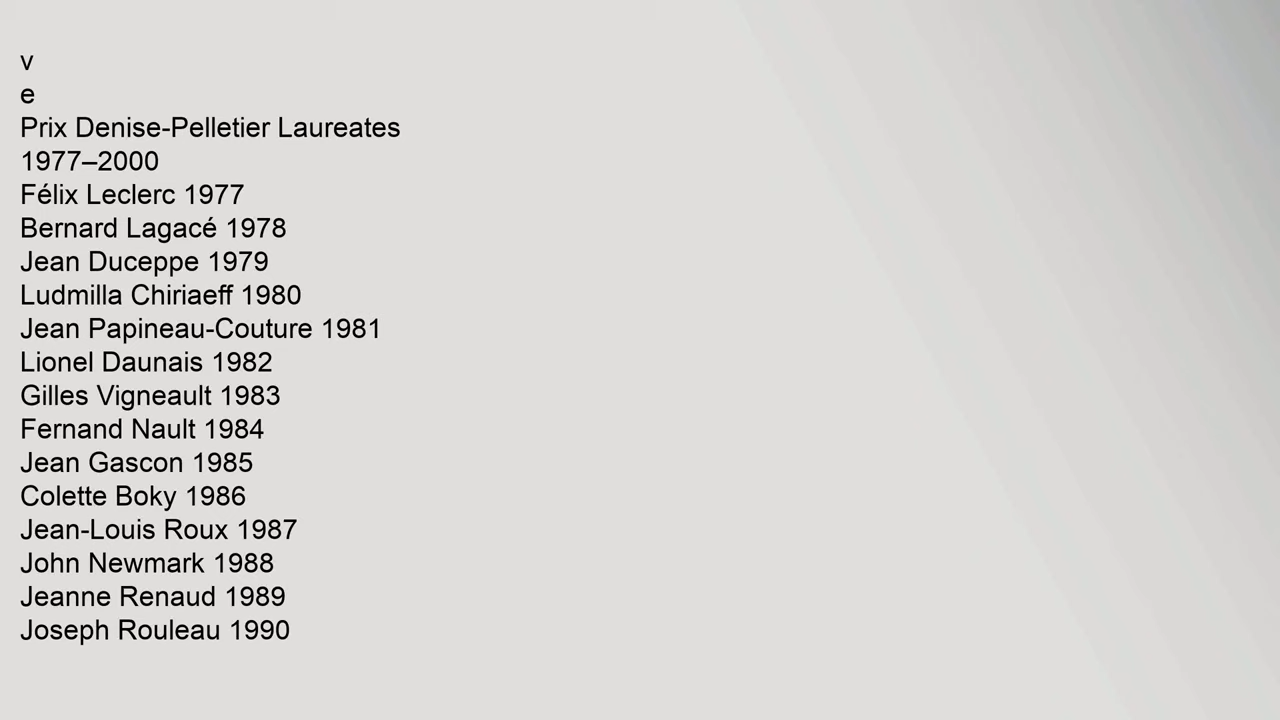 v
e
Prix Denise-Pelletier Laureates
1977–2000
Félix Leclerc 1977
Bernard Lagacé 1978
Jean Duceppe 1979
Ludmilla Chiriaeff 1980
Jean Papineau-Couture 1981
Lionel Daunais 1982
Gilles Vigneault 1983
Fernand Nault 1984
Jean Gascon 1985
Colette Boky 1986
Jean-Louis Roux 1987
John Newmark 1988
Jeanne Renaud 1989
Joseph Rouleau 1990